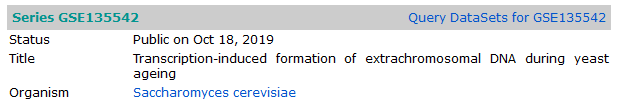 Series GSE135542 Query DataSets for GSE135542
Status Public on Oct 18, 2019
Title Transcription-induced formation of extrachromosomal DNA during yeast
ageing
Organism Saccharomyces cerevisiae